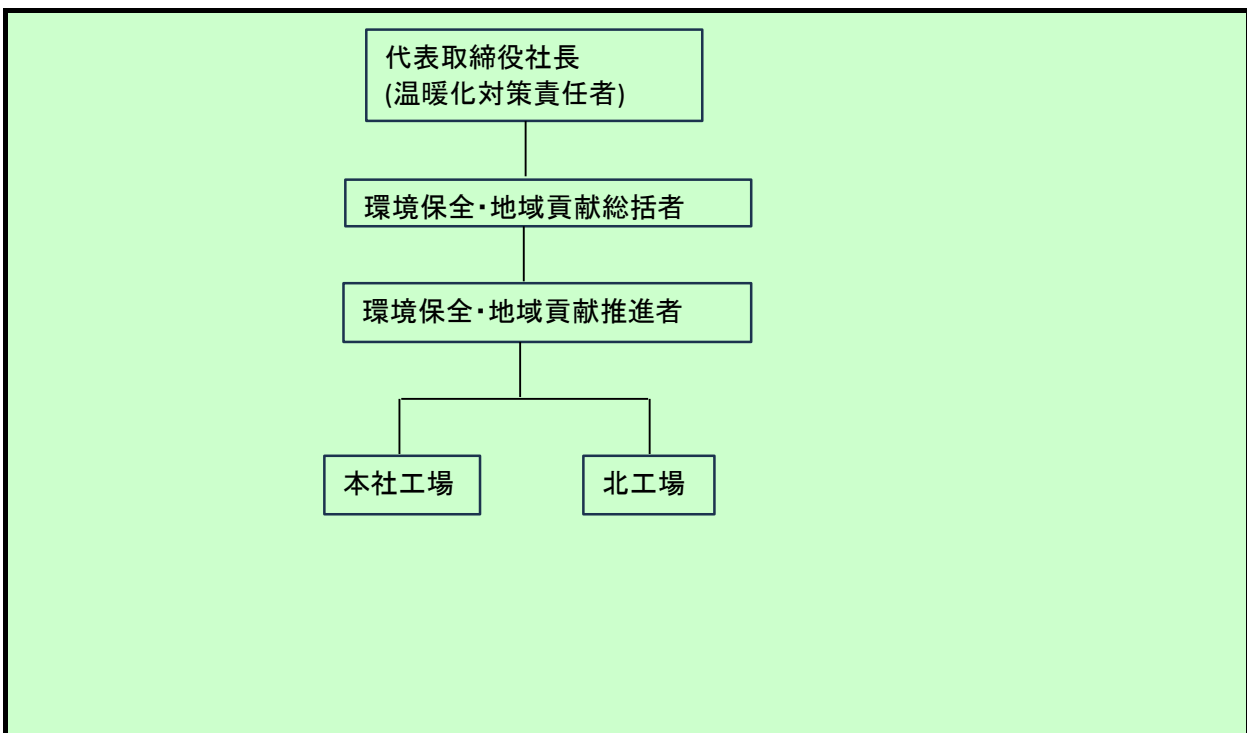 代表取締役社長
(温暖化対策責任者)
環境保全・地域貢献総括者
環境保全・地域貢献推進者
本社工場
北工場